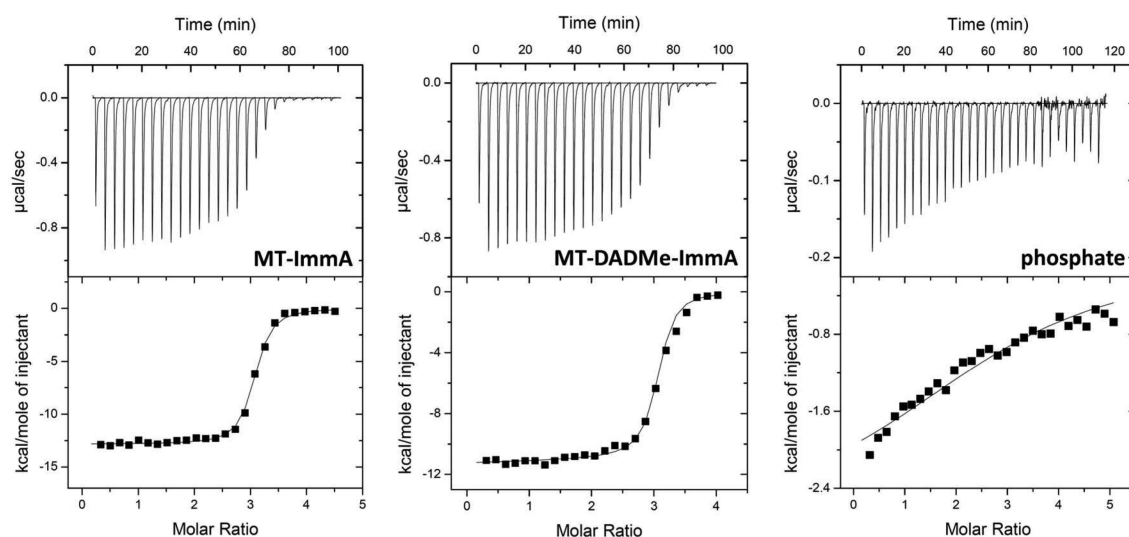 Time (min)
0 20 40 60 80 100
0.0
-0.4
-0.8
µcal/sec
MT-ImmA
0
-5
-10
-15
kcal/mole of injectant
0 1 2 3 4 5
Molar Ratio
Time (min)
0 20 40 60 80 100
0.0
-0.4
-0.8
µcal/sec
MT-DADMe-ImmA
0
-4
-8
-12
kcal/mole of injectant
0 1 2 3 4
Molar Ratio
Time (min)
0 20 40 60 80 100 120
0.0
-0.1
-0.2
µcal/sec
phosphate
-0.8
-1.6
-2.4
kcal/mole of injectant
0 1 2 3 4 5
Molar Ratio